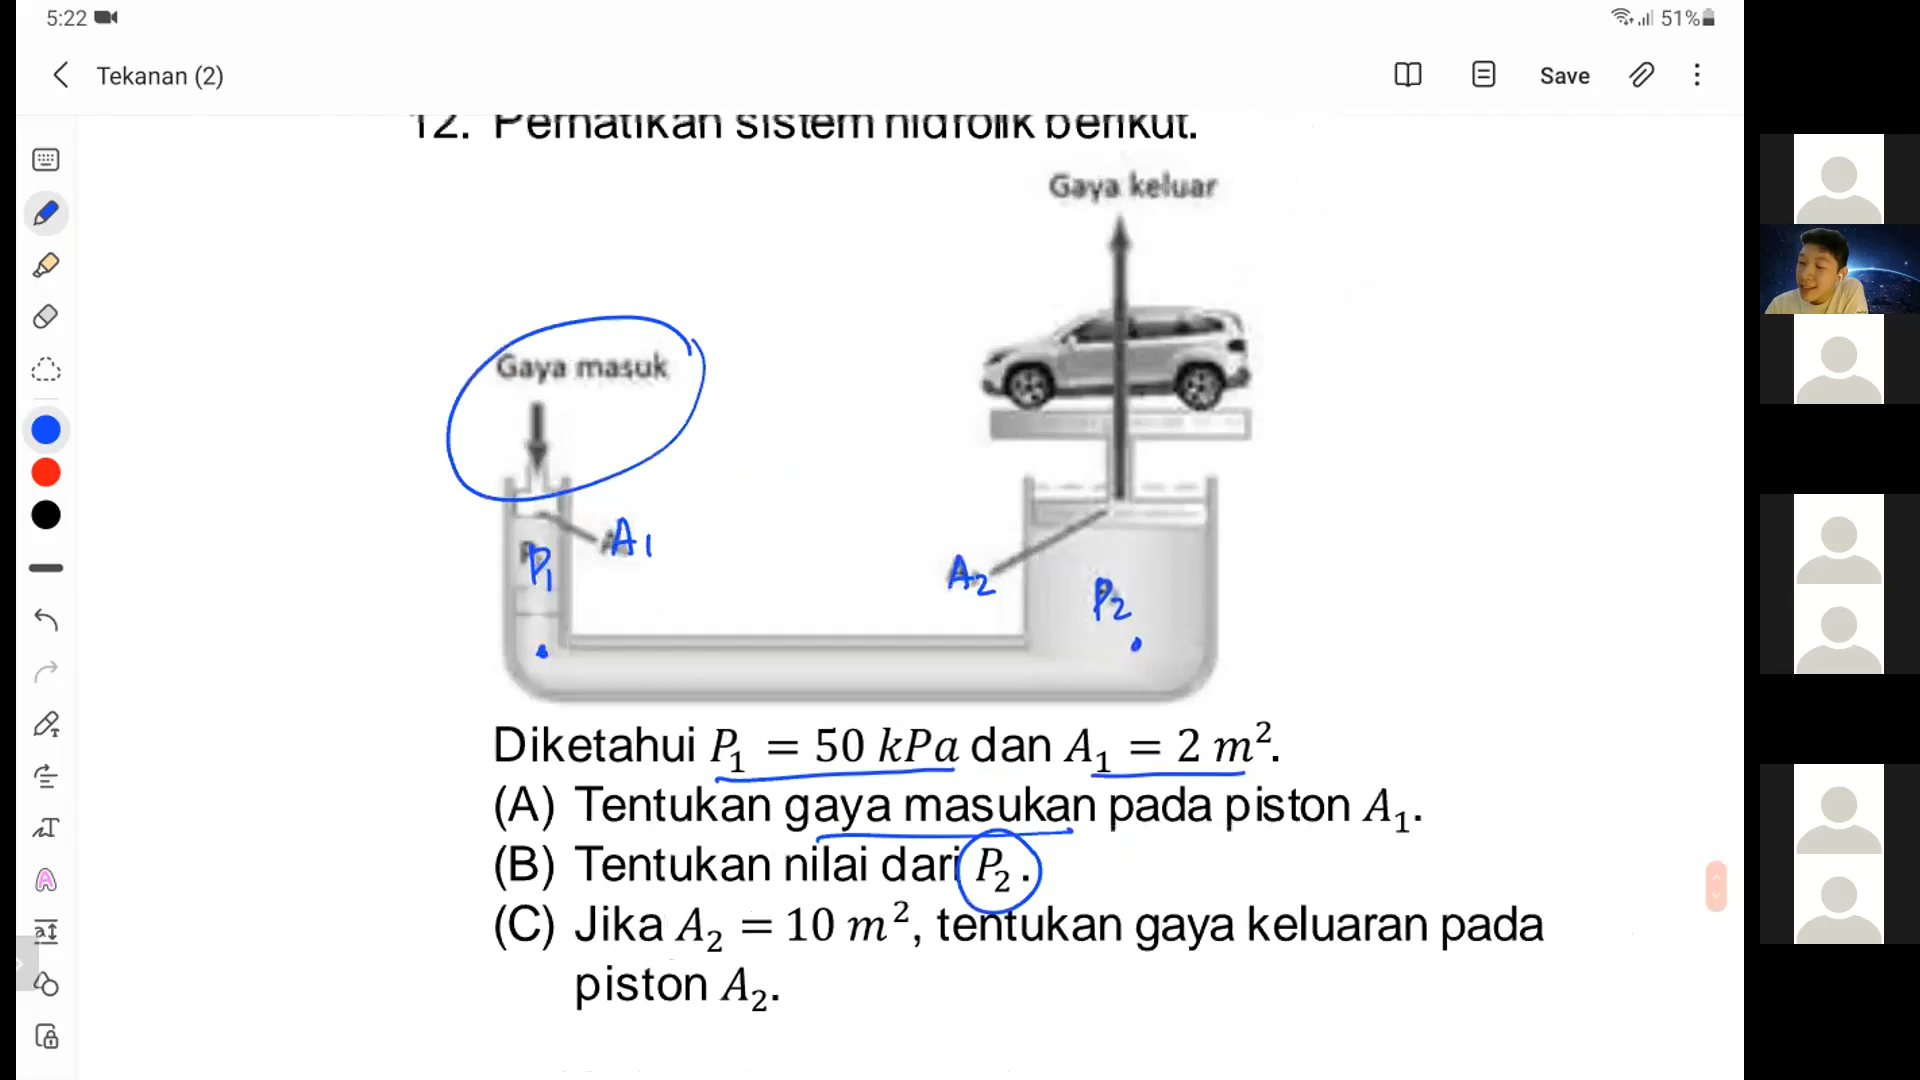 5:22 51%
Tekanan (2) Save
12. Perhatikan sistem hidrolik berikut.
Gaya keluar
Gaya masuk
A1
P1
A2
P2
Diketahui P₁ = 50 kPa dan A₁ = 2 m².
(A) Tentukan gaya masukan pada piston A₁.
(B) Tentukan nilai dari P₂.
(C) Jika A₂ = 10 m², tentukan gaya keluaran pada
piston A₂.